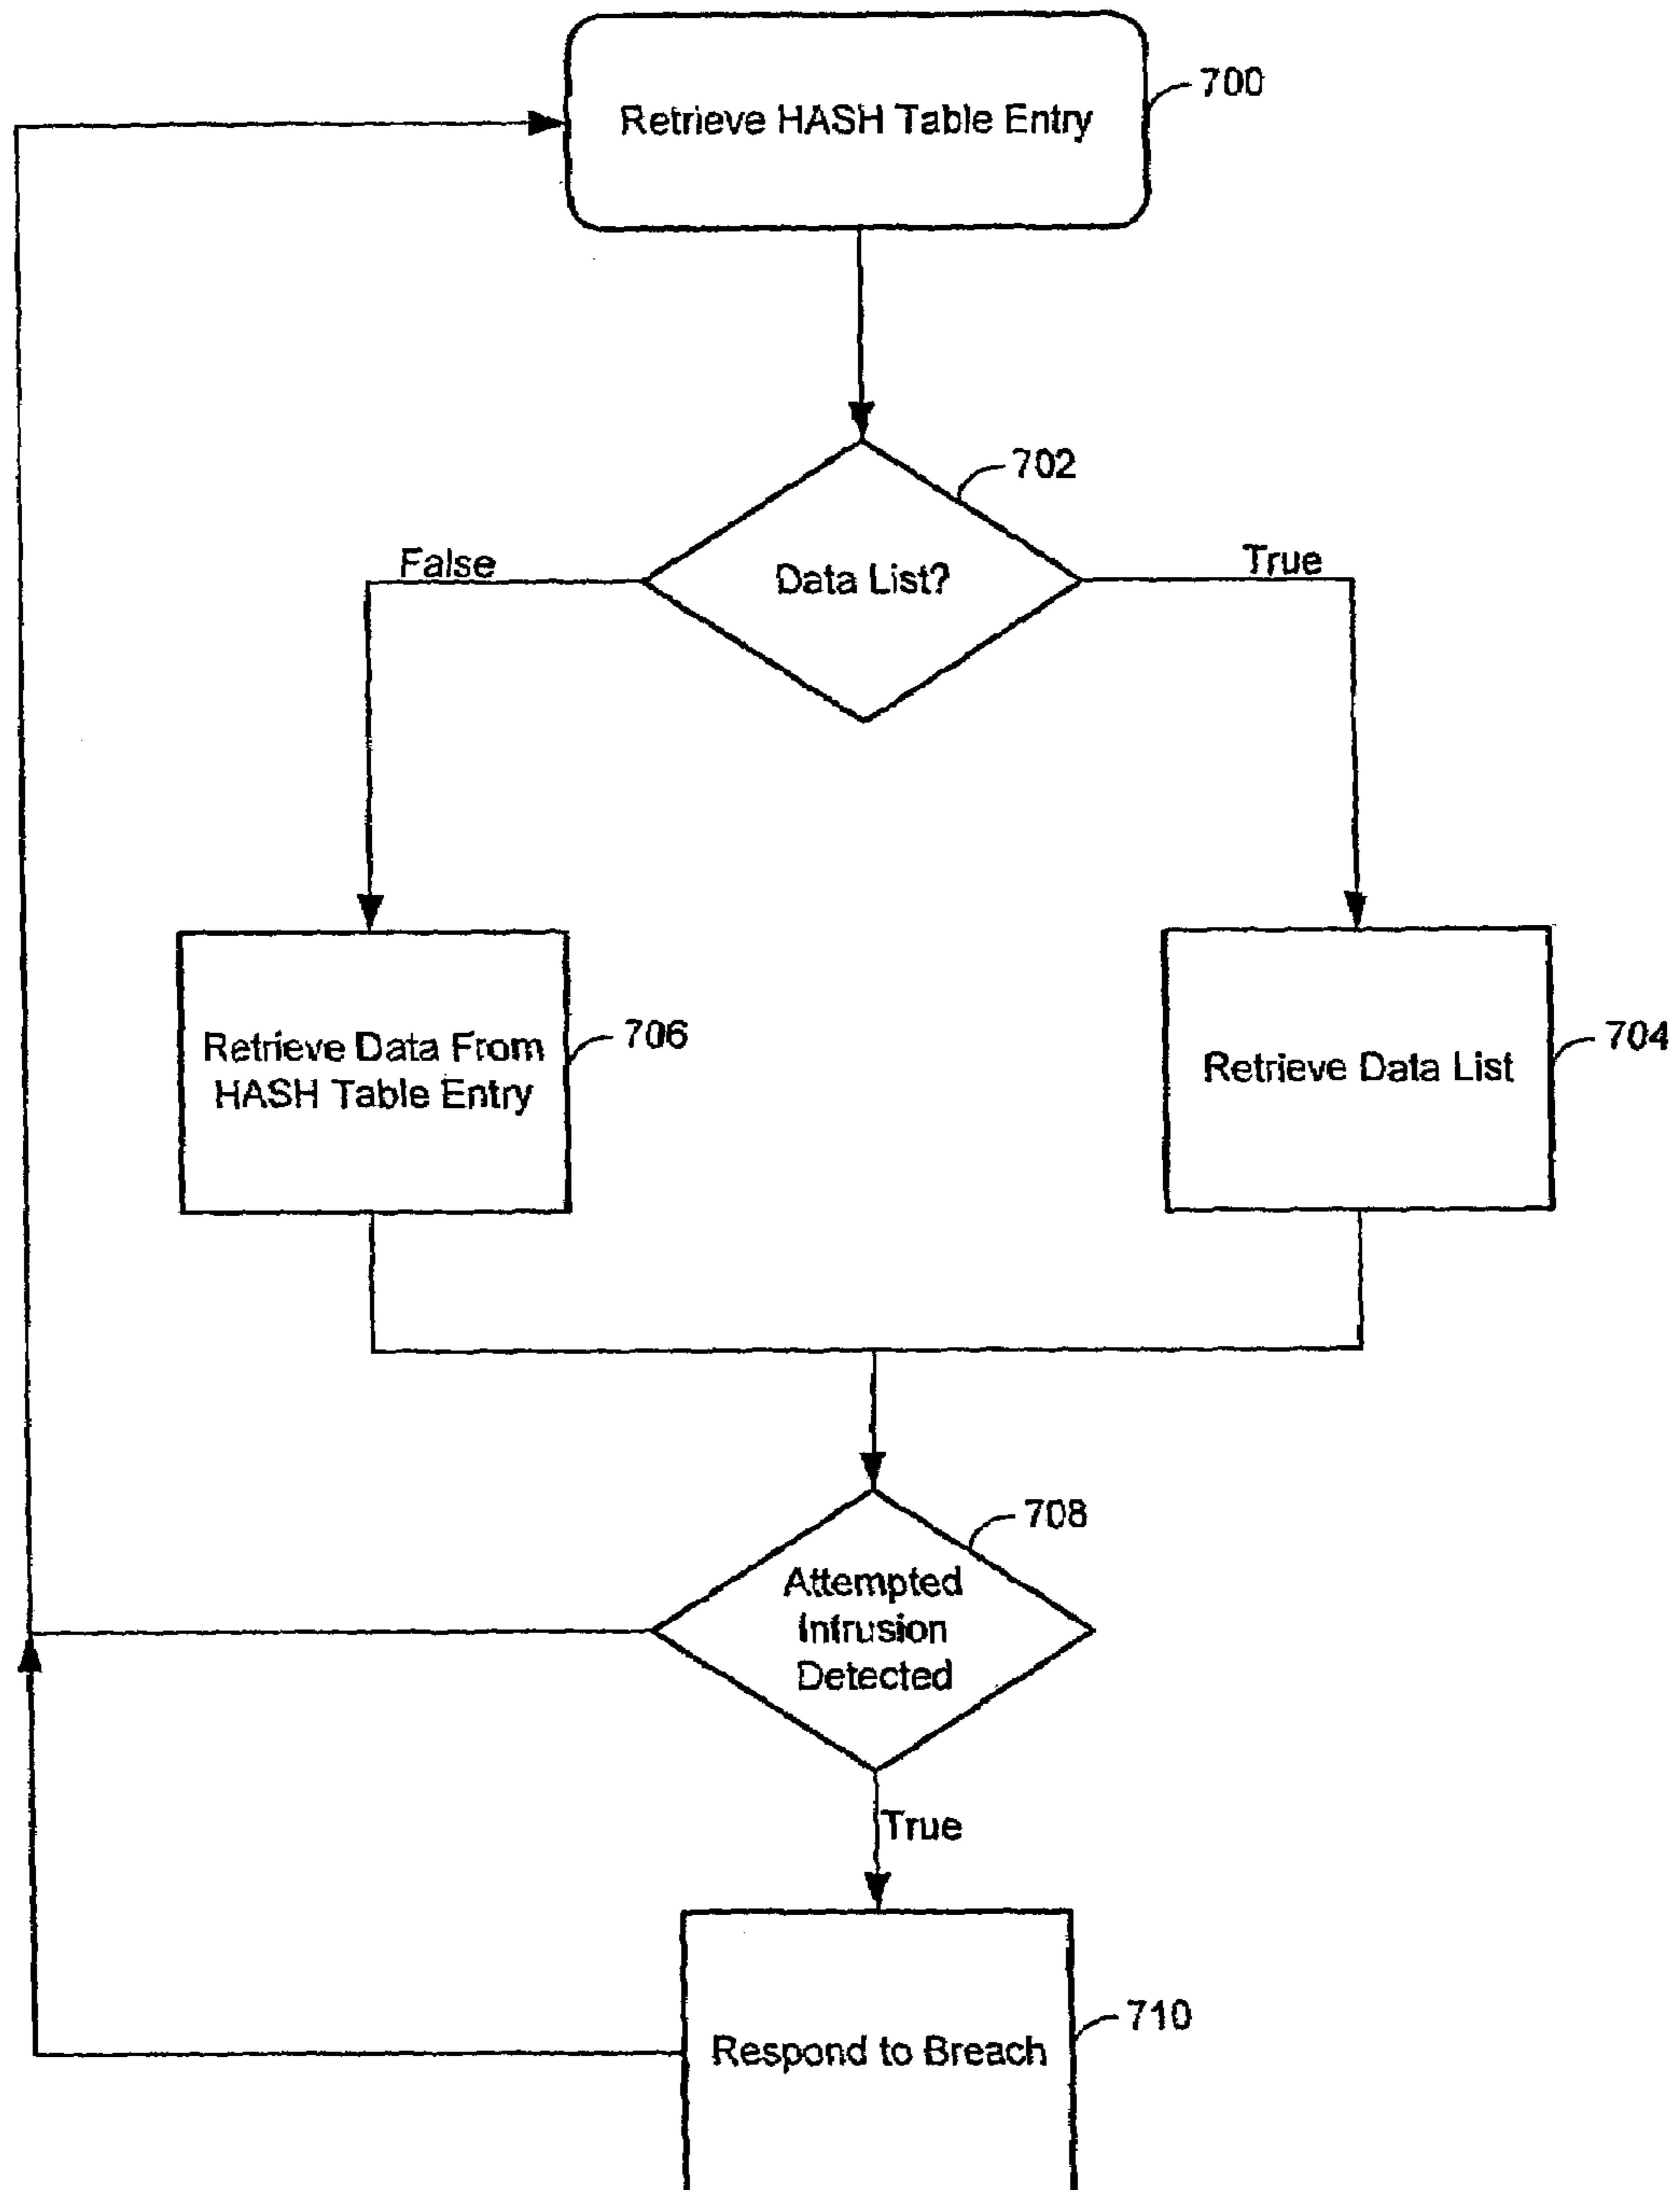 Retrieve HASH Table Entry
700
702
Data List?
False
True
Retrieve Data From
HASH Table Entry
706
Retrieve Data List
704
708
Attempted
Intrusion
Detected
True
Respond to Breach
710